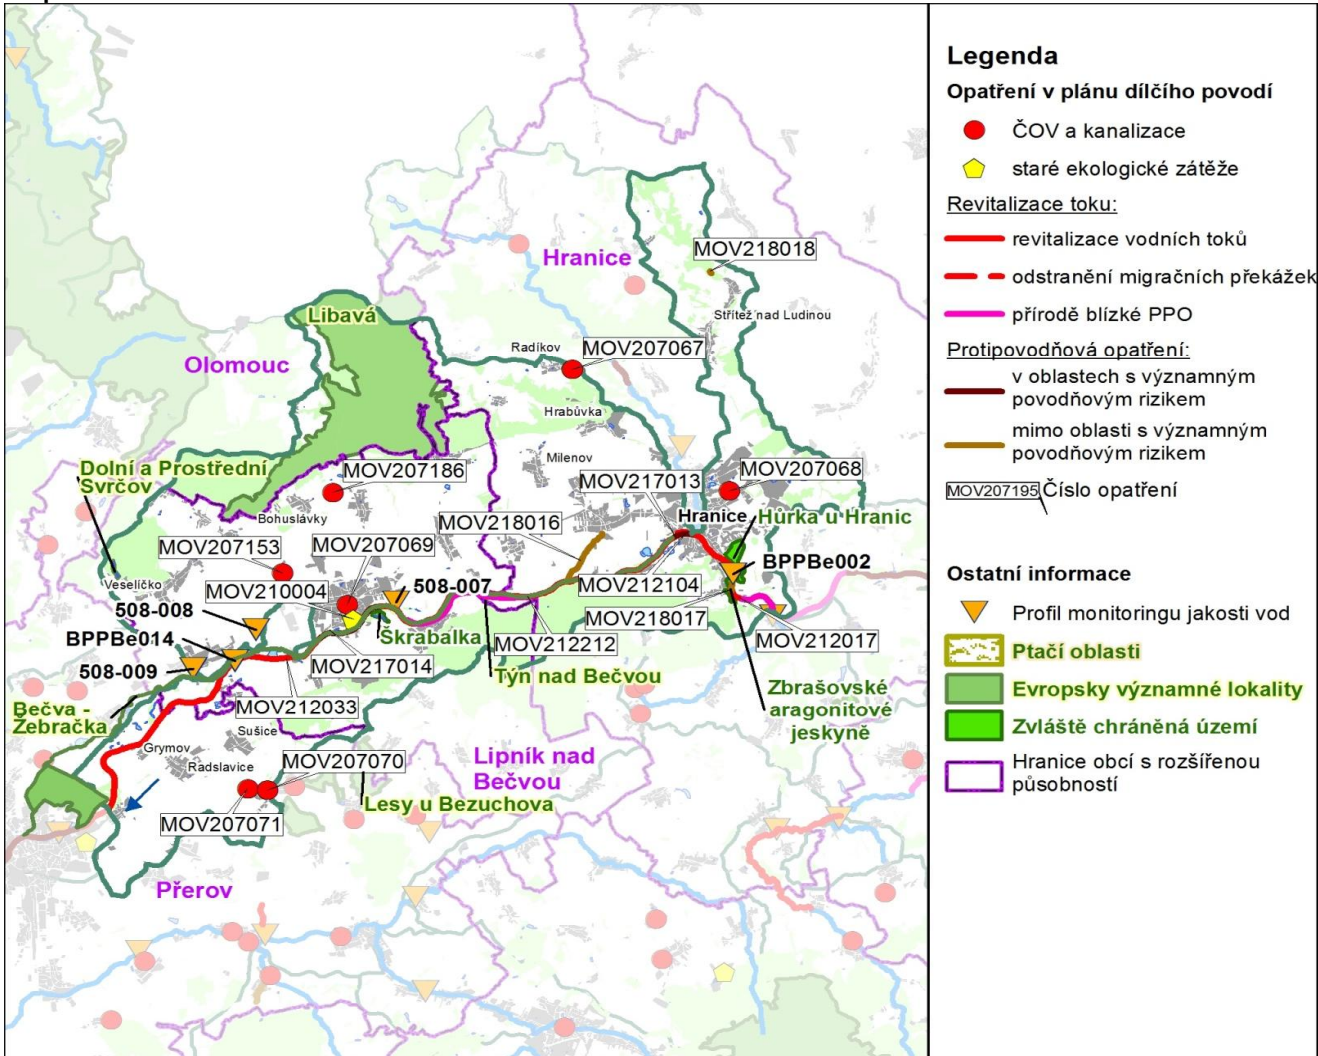 Hranice
MOV218018
Střítež nad Ludinou
Libavá
Olomouc
Radíkov
MOV207067
Hrabůvka
Milenov
Dolní a Prostřední
Svrčov
MOV207186
MOV217013
MOV207068
Bohuslávky
MOV218016
Hranice
Hůrka u Hranic
MOV207153
MOV207069
Veselíčko
MOV210004
508-007
MOV212104
BPPBe002
508-008
MOV218017
BPPBe014
Škrabalka
MOV212212
MOV212017
508-009
MOV217014
Týn nad Bečvou
Bečva -
Žebračka
MOV212033
Zbrašovské
aragonitové
jeskyně
Sušice
Grymov
Radslavice
MOV207070
Lipník nad
Bečvou
Lesy u Bezuchova
MOV207071
Přerov
Legenda
Opatření v plánu dílčího povodí
ČOV a kanalizace
staré ekologické zátěže
Revitalizace toku:
revitalizace vodních toků
odstranění migračních překážek
přírodě blízké PPO
Protipovodňová opatření:
v oblastech s významným
povodňovým rizikem
mimo oblasti s významným
povodňovým rizikem
MOV207195 Číslo opatření
Ostatní informace
Profil monitoringu jakosti vod
Ptačí oblasti
Evropsky významné lokality
Zvláště chráněná území
Hranice obcí s rozšířenou
působností